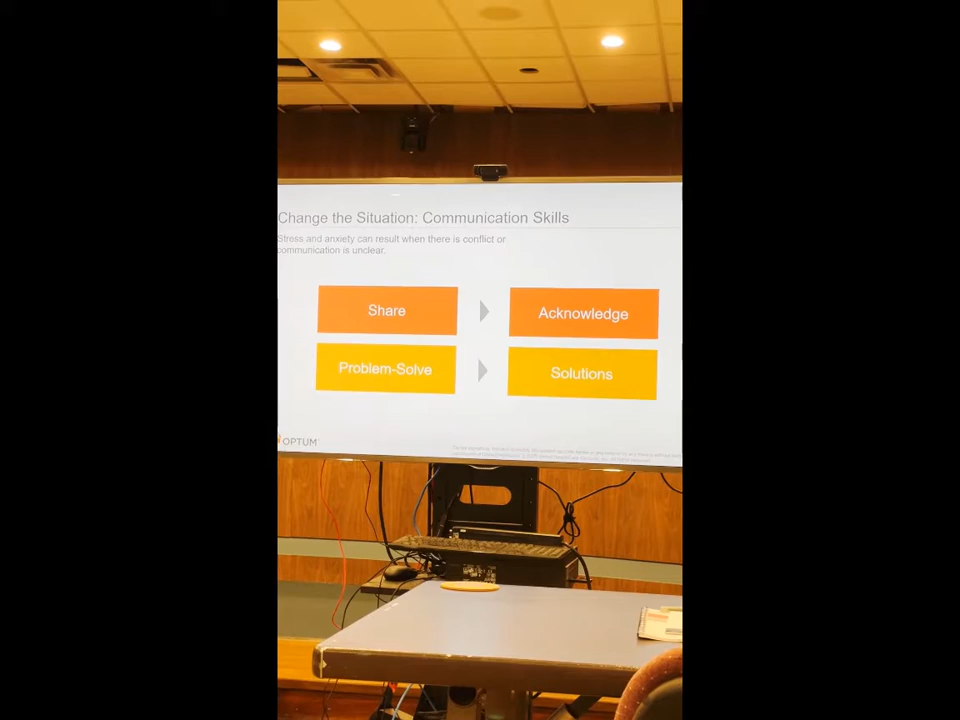 Change the Situation: Communication Skills
Stress and anxiety can result when there is conflict or
communication is unclear.
Share
Acknowledge
Problem-Solve
Solutions
OPTUM